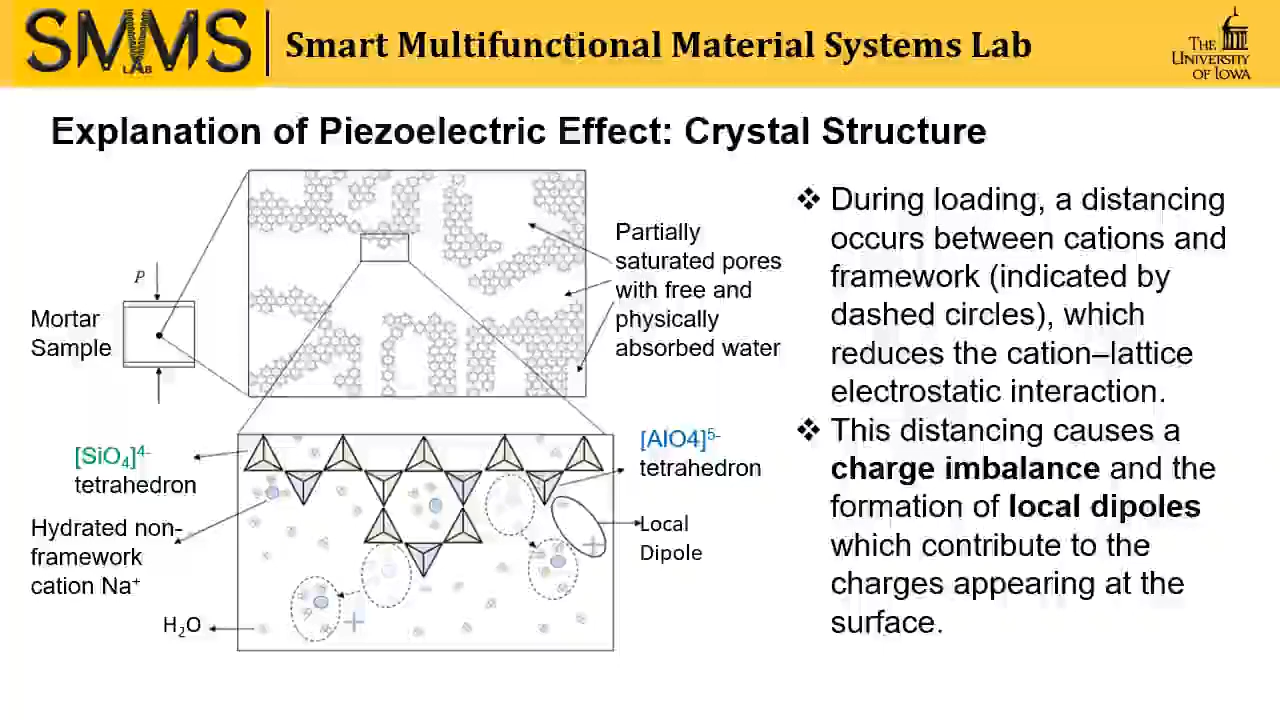 SMMS
LAB
Smart Multifunctional Material Systems Lab
THE
UNIVERSITY
OF IOWA
Explanation of Piezoelectric Effect: Crystal Structure
P
Mortar
Sample
Partially
saturated pores
with free and
physically
absorbed water
[SiO₄]⁴⁻
tetrahedron
Hydrated non-
framework
cation Na⁺
H₂O
[AlO4]⁵⁻
tetrahedron
Local
Dipole
❖ During loading, a distancing
occurs between cations and
framework (indicated by
dashed circles), which
reduces the cation–lattice
electrostatic interaction.
❖ This distancing causes a
charge imbalance and the
formation of local dipoles
which contribute to the
charges appearing at the
surface.